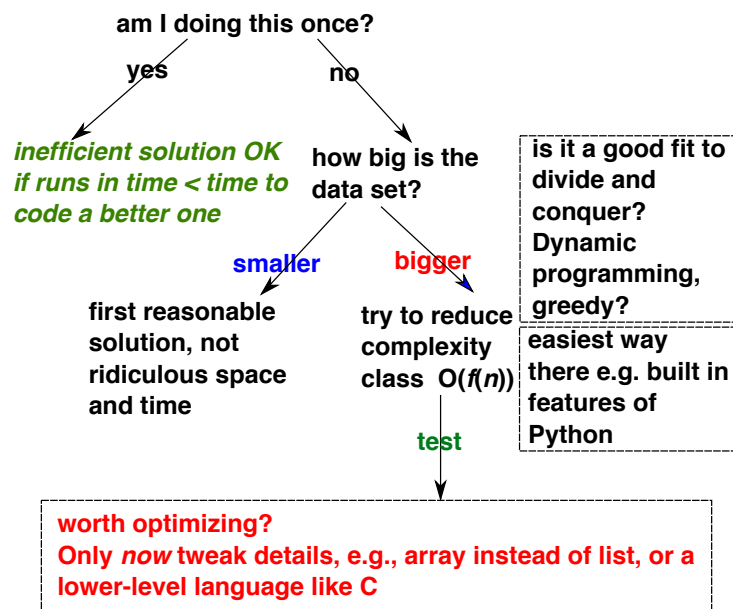 am I doing this once?
yes
no
inefficient solution OK
if runs in time < time to
code a better one
how big is the
data set?
is it a good fit to
divide and
conquer?
Dynamic
programming,
greedy?
smaller
bigger
first reasonable
solution, not
ridiculous space
and time
try to reduce
complexity
class O(f(n))
easiest way
there e.g. built in
features of
Python
test
worth optimizing?
Only now tweak details, e.g., array instead of list, or a
lower-level language like C